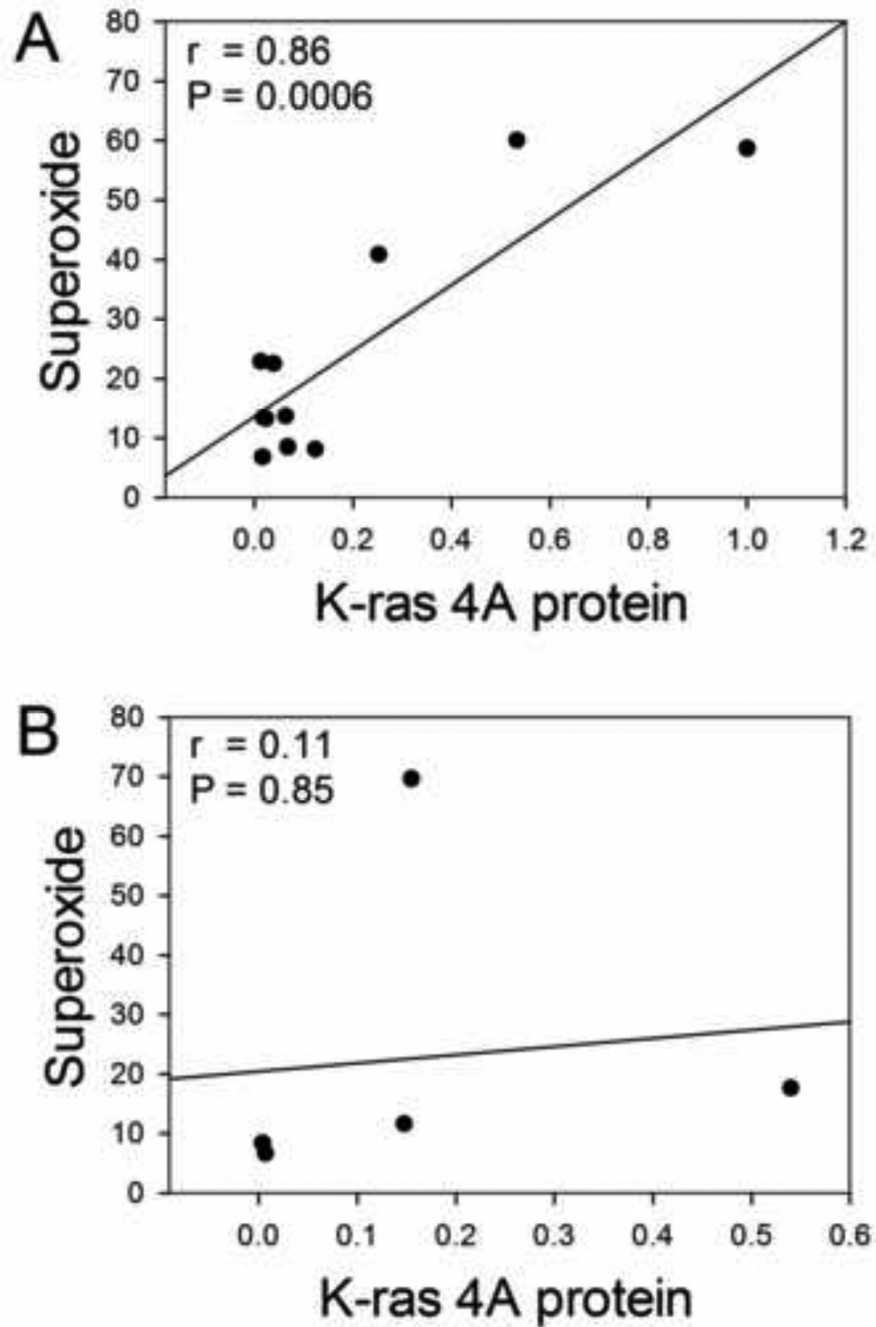 A
r = 0.86
P = 0.0006
Superoxide
80
70
60
50
40
30
20
10
0
0.0 0.2 0.4 0.6 0.8 1.0 1.2
K-ras 4A protein
B
r = 0.11
P = 0.85
Superoxide
80
70
60
50
40
30
20
10
0
0.0 0.1 0.2 0.3 0.4 0.5 0.6
K-ras 4A protein